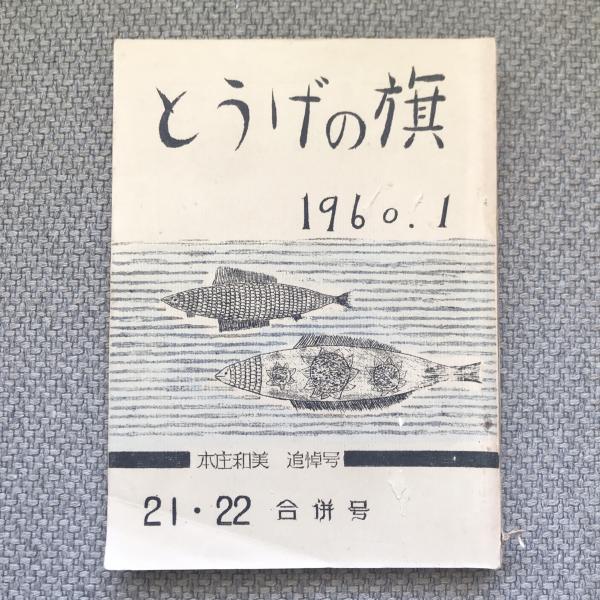 とうげの旗
1960.1
本庄和美 追悼号
21・22 合併号